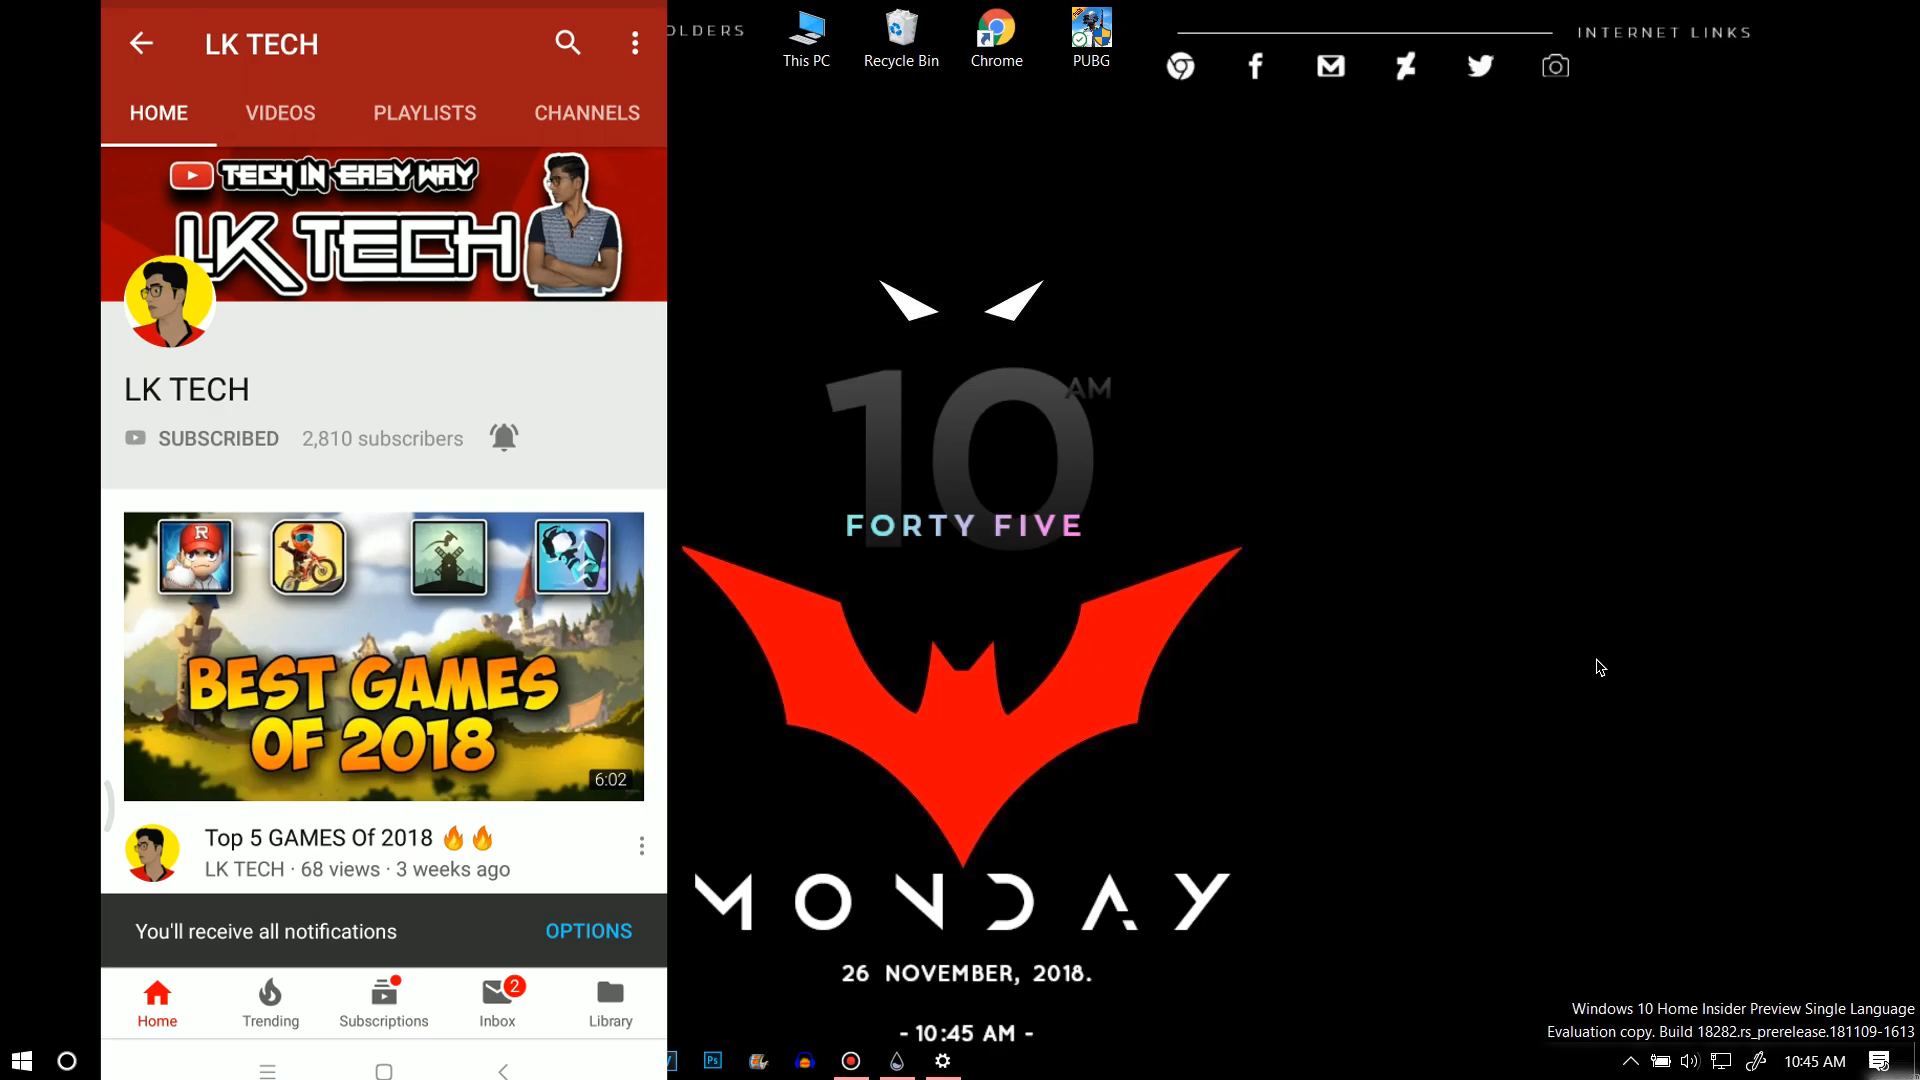 LK TECH
HOME VIDEOS PLAYLISTS CHANNELS
TECH IN EASY WAY
LK TECH
LK TECH
SUBSCRIBED 2,810 subscribers
R
BEST GAMES
OF 2018
6:02
Top 5 GAMES Of 2018 🔥🔥
LK TECH · 68 views · 3 weeks ago
You'll receive all notifications OPTIONS
2
Home Trending Subscriptions Inbox Library
OLDERS
This PC Recycle Bin Chrome PUBG
INTERNET LINKS
10 AM
FORTY FIVE
MONDAY
26 NOVEMBER, 2018.
- 10:45 AM -
Windows 10 Home Insider Preview Single Language
Evaluation copy. Build 18282.rs_prerelease.181109-1613
Ps
10:45 AM